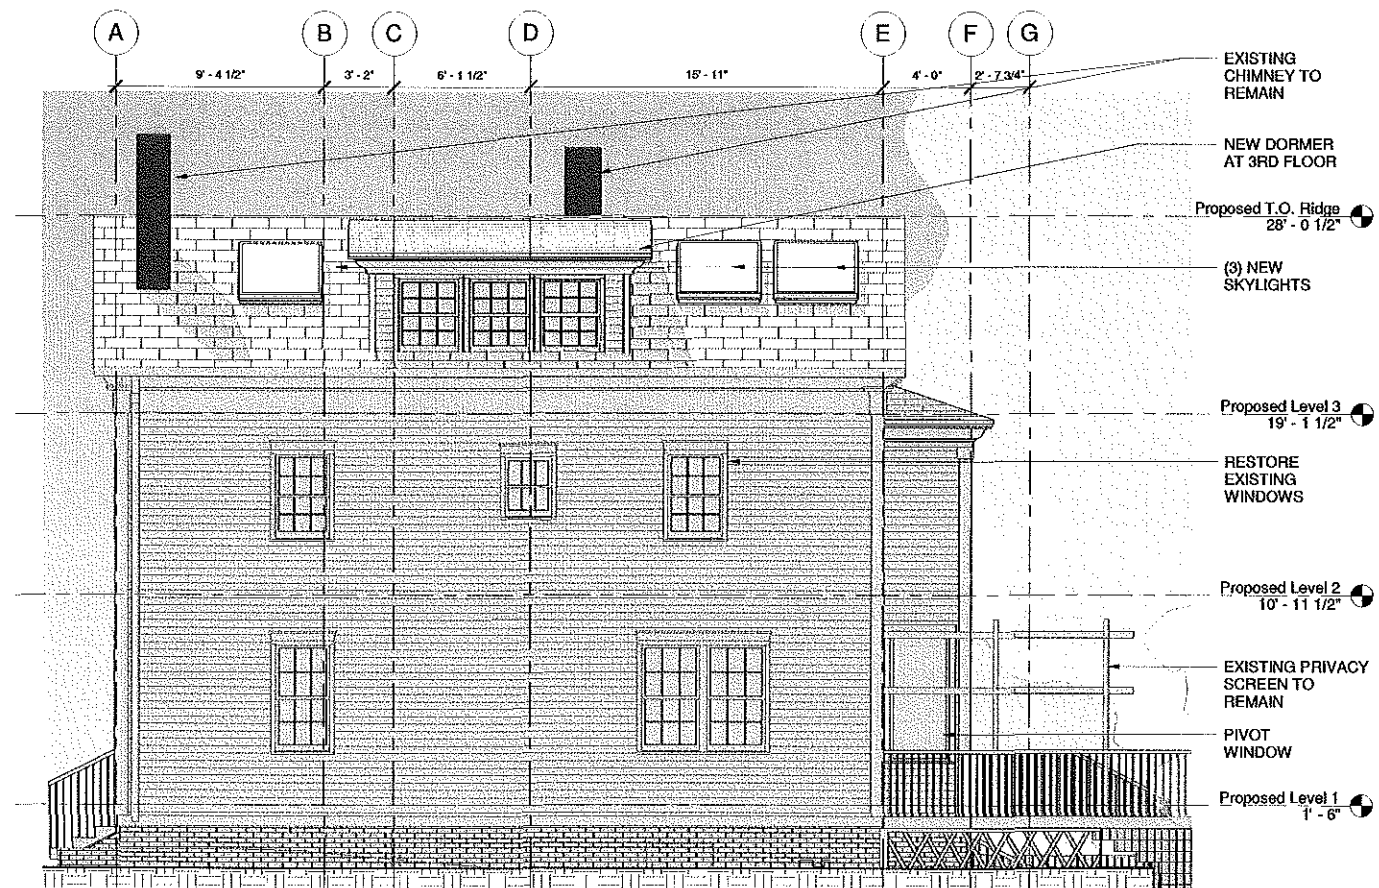 A B C D E F G
9' - 4 1/2" 3' - 2" 6' - 1 1/2" 15' - 11" 4' - 0" 2' - 7 3/4"
EXISTING
CHIMNEY TO
REMAIN
NEW DORMER
AT 3RD FLOOR
Proposed T.O. Ridge
28' - 0 1/2"
(3) NEW
SKYLIGHTS
Proposed Level 3
19' - 1 1/2"
RESTORE
EXISTING
WINDOWS
Proposed Level 2
10' - 11 1/2"
EXISTING PRIVACY
SCREEN TO
REMAIN
PIVOT
WINDOW
Proposed Level 1
1' - 6"